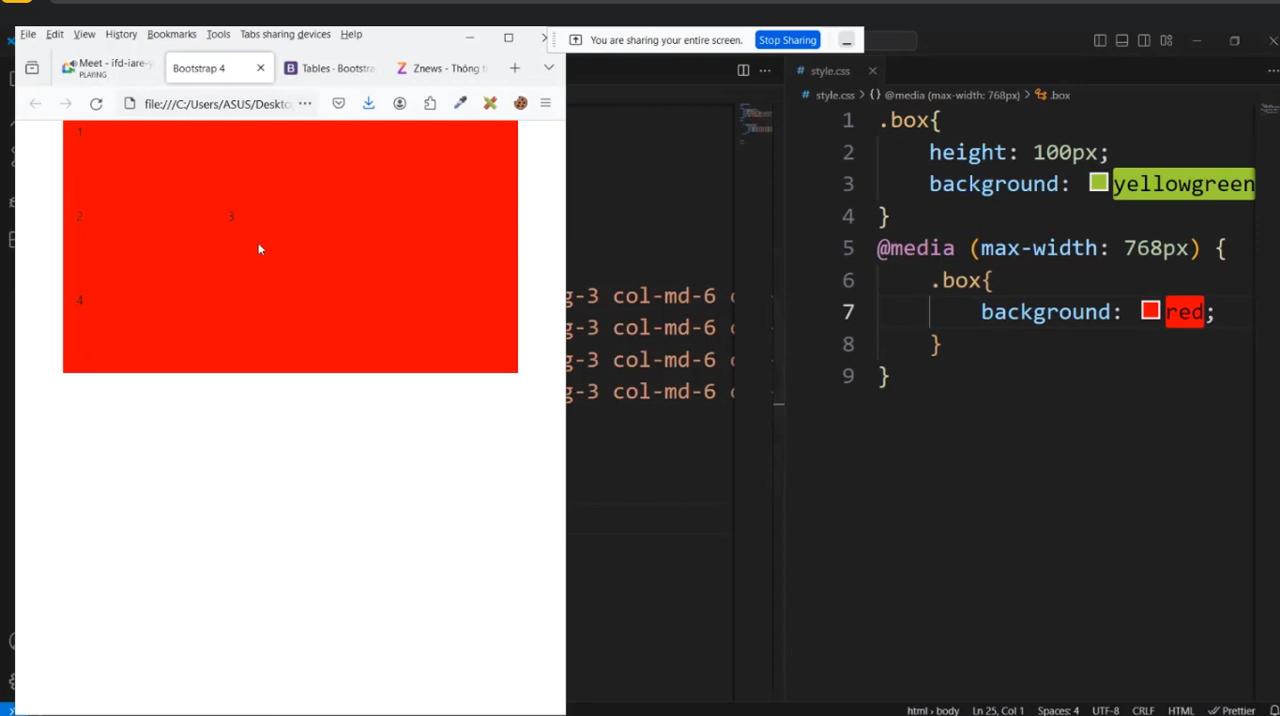 File Edit View History Bookmarks Tools Tabs sharing devices Help
You are sharing your entire screen. Stop Sharing
Meet - ifd-iare-y
PLAYING
Bootstrap 4
Tables · Bootstra
Znews - Thông t
file:///C:/Users/ASUS/Deskto
1
2 3
4
g-3 col-md-6
g-3 col-md-6
g-3 col-md-6
g-3 col-md-6
# style.css
# style.css > {} @media (max-width: 768px) > .box
1 .box{
2 height: 100px;
3 background: yellowgreen
4 }
5 @media (max-width: 768px) {
6 .box{
7 background: red;
8 }
9 }
html > body Ln 25, Col 1 Spaces: 4 UTF-8 CRLF HTML Prettier